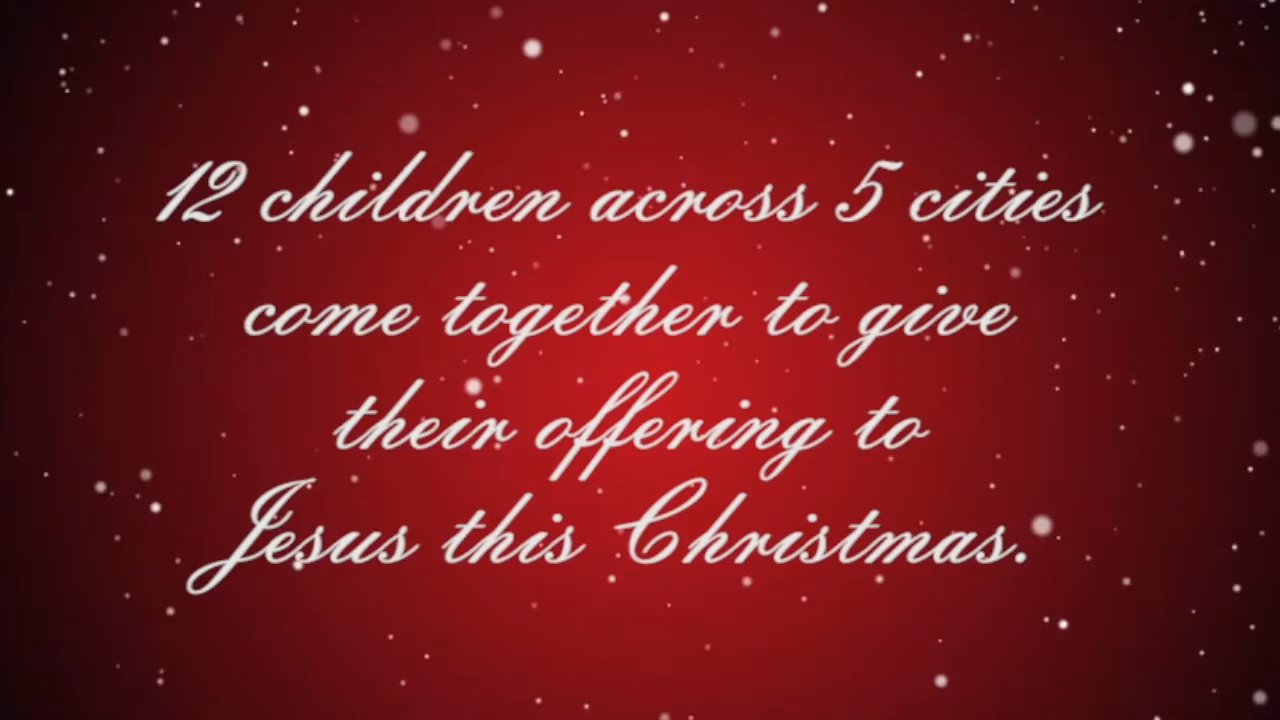 12 children across 5 cities
come together to give
their offering to
Jesus this Christmas.